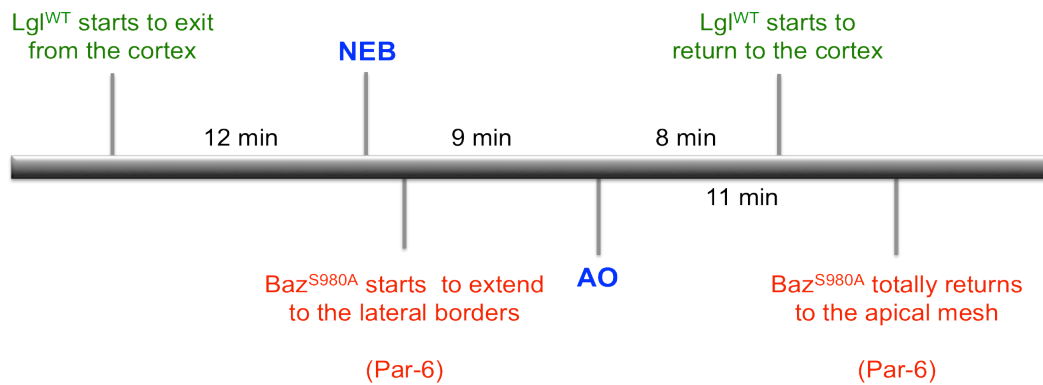 Lgl^WT starts to exit
from the cortex
NEB
Lgl^WT starts to
return to the cortex
12 min
9 min
8 min
11 min
Baz^S980A starts to extend
to the lateral borders
(Par-6)
AO
Baz^S980A totally returns
to the apical mesh
(Par-6)